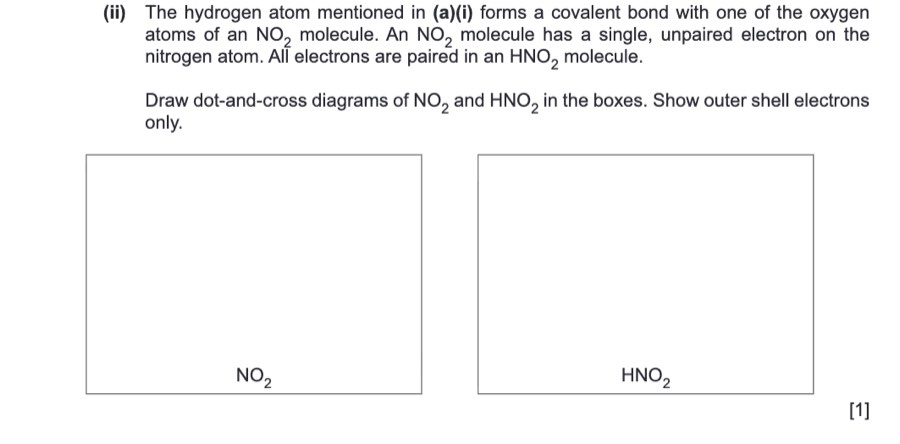 (ii) The hydrogen atom mentioned in (a)(i) forms a covalent bond with one of the oxygen
atoms of an NO₂ molecule. An NO₂ molecule has a single, unpaired electron on the
nitrogen atom. All electrons are paired in an HNO₂ molecule.
Draw dot-and-cross diagrams of NO₂ and HNO₂ in the boxes. Show outer shell electrons
only.
NO₂
HNO₂
[1]